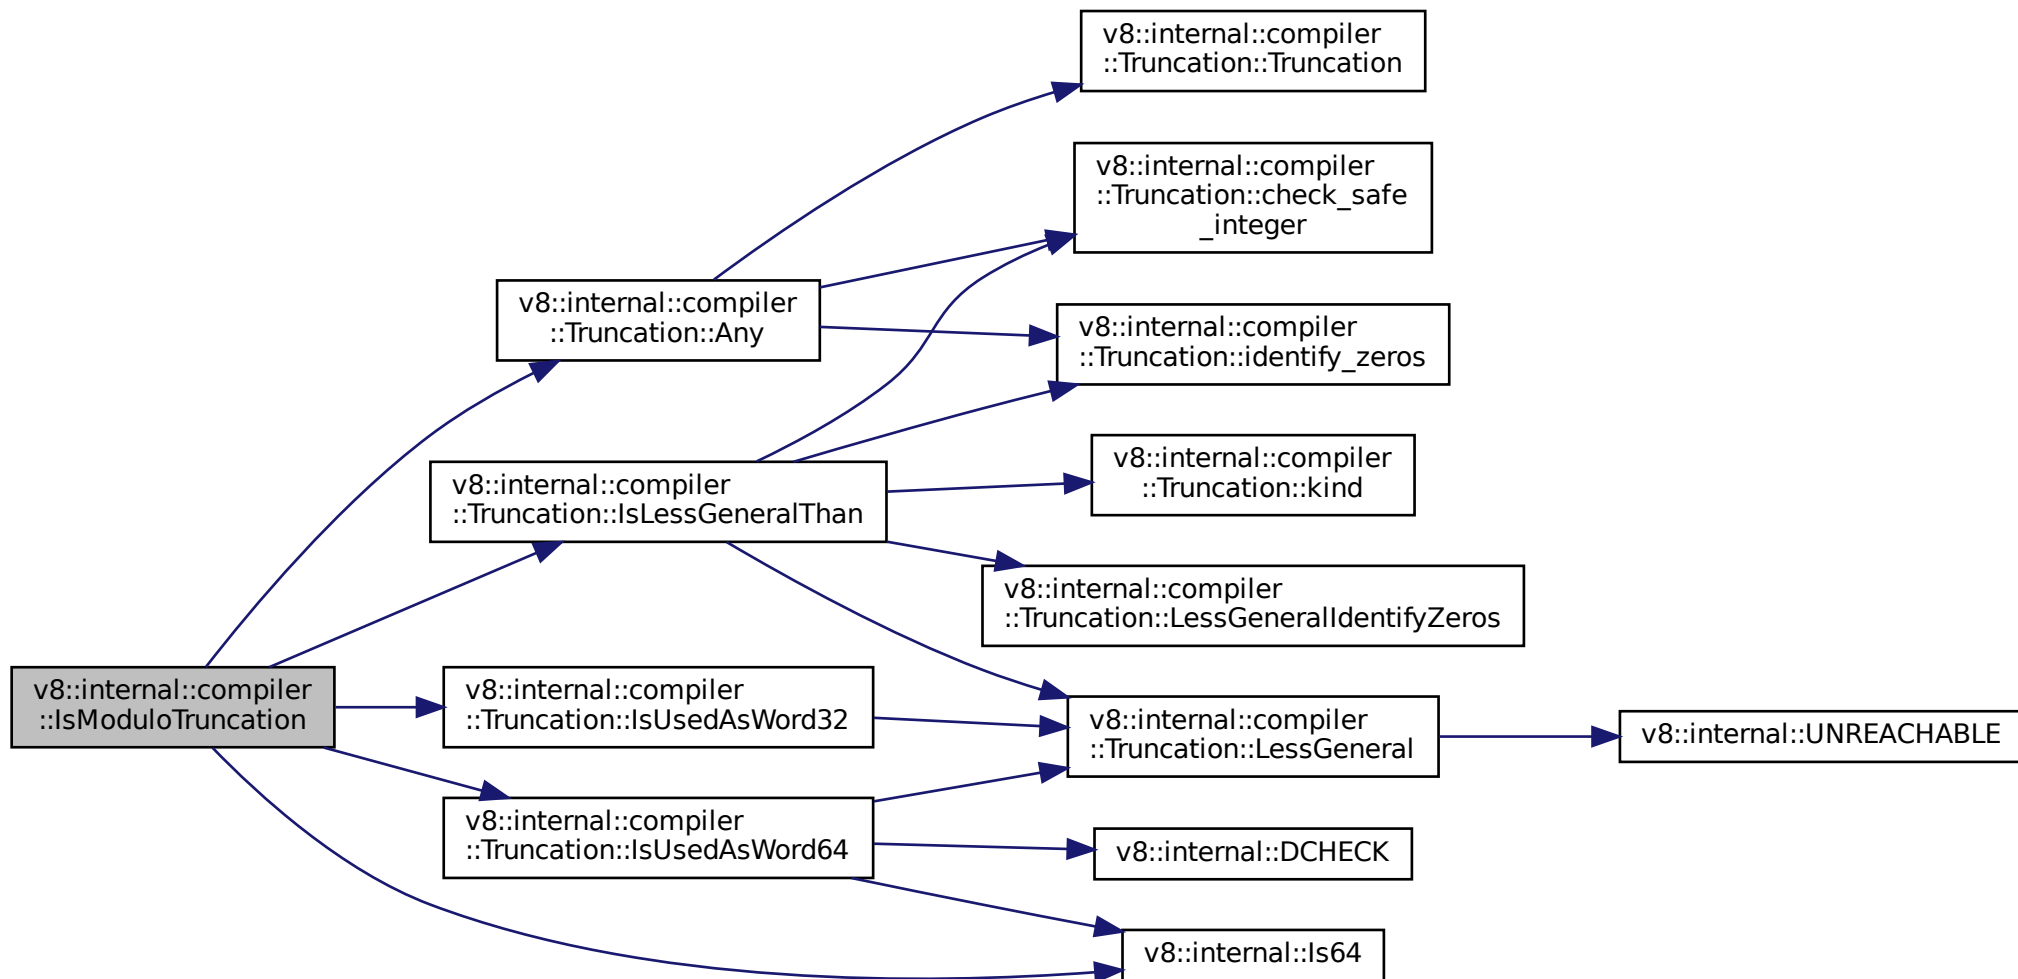 v8::internal::compiler
::Truncation::Truncation
v8::internal::compiler
::Truncation::check_safe
_integer
v8::internal::compiler
::Truncation::Any
v8::internal::compiler
::Truncation::identify_zeros
v8::internal::compiler
::Truncation::kind
v8::internal::compiler
::Truncation::IsLessGeneralThan
v8::internal::compiler
::Truncation::LessGeneralIdentifyZeros
v8::internal::compiler
::IsModuloTruncation
v8::internal::compiler
::Truncation::IsUsedAsWord32
v8::internal::compiler
::Truncation::LessGeneral
v8::internal::UNREACHABLE
v8::internal::compiler
::Truncation::IsUsedAsWord64
v8::internal::DCHECK
v8::internal::Is64